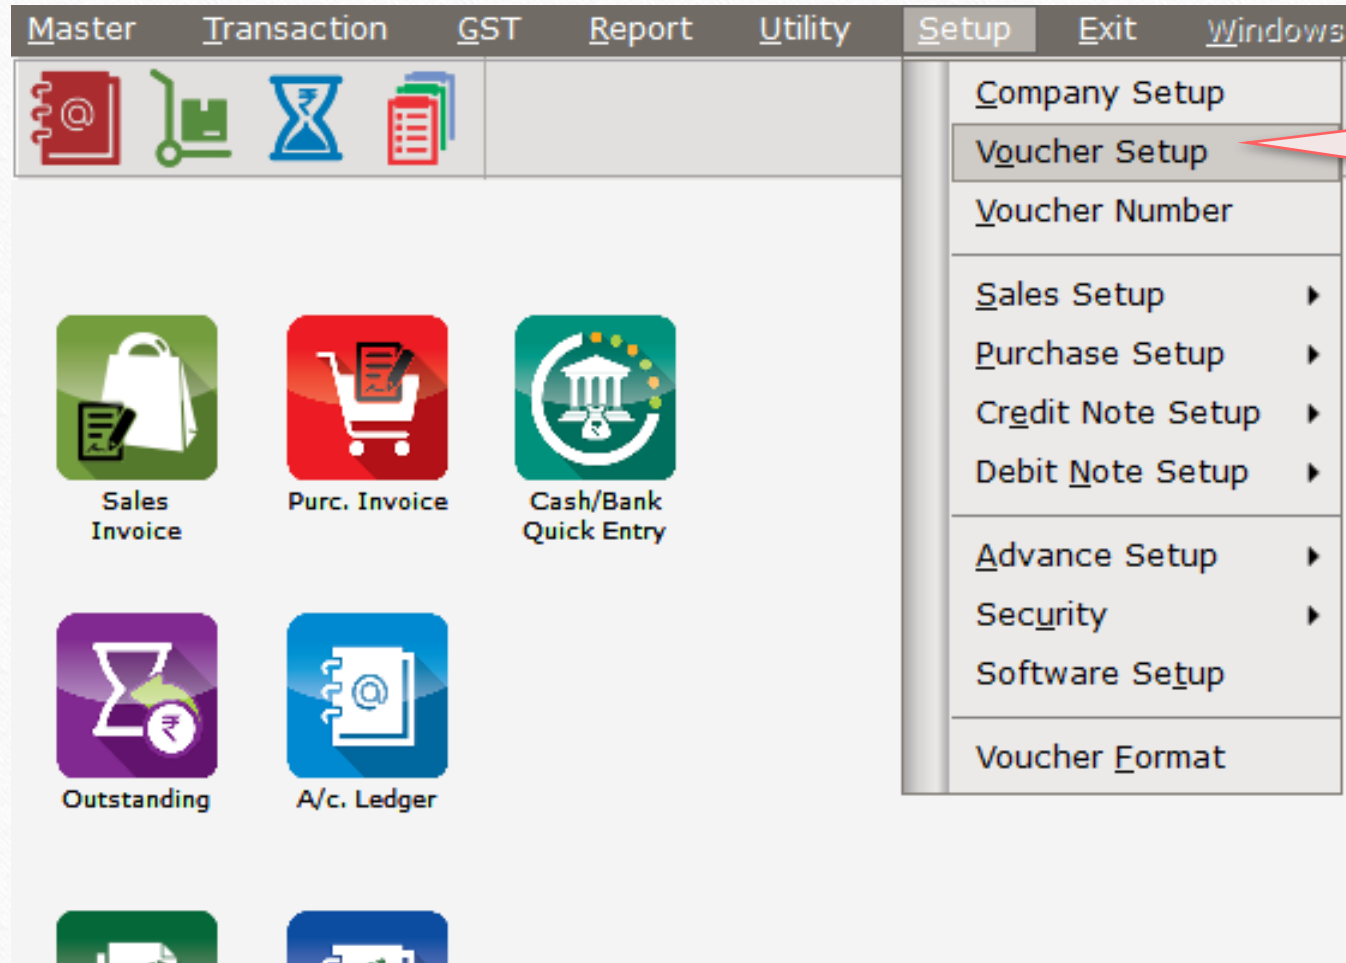 Master Transaction GST Report Utility Setup Exit Windows
Company Setup
Voucher Setup
Voucher Number
Sales Setup
Purchase Setup
Credit Note Setup
Debit Note Setup
Advance Setup
Security
Software Setup
Voucher Format
Sales
Invoice
Purc. Invoice
Cash/Bank
Quick Entry
Outstanding
A/c. Ledger